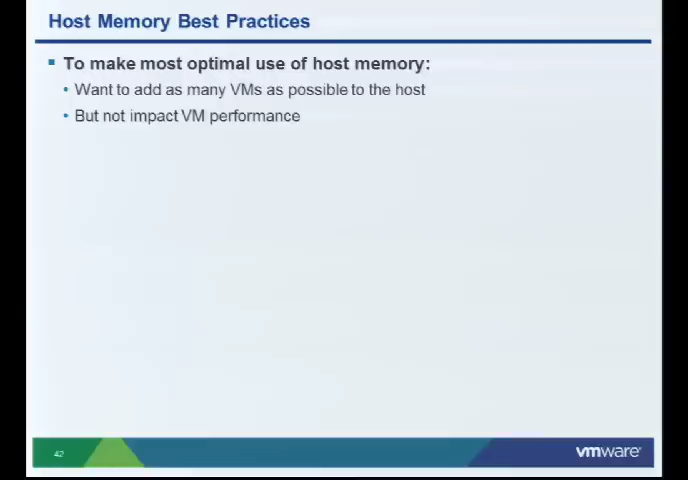 Host Memory Best Practices
To make most optimal use of host memory:
Want to add as many VMs as possible to the host
But not impact VM performance
42
vmware